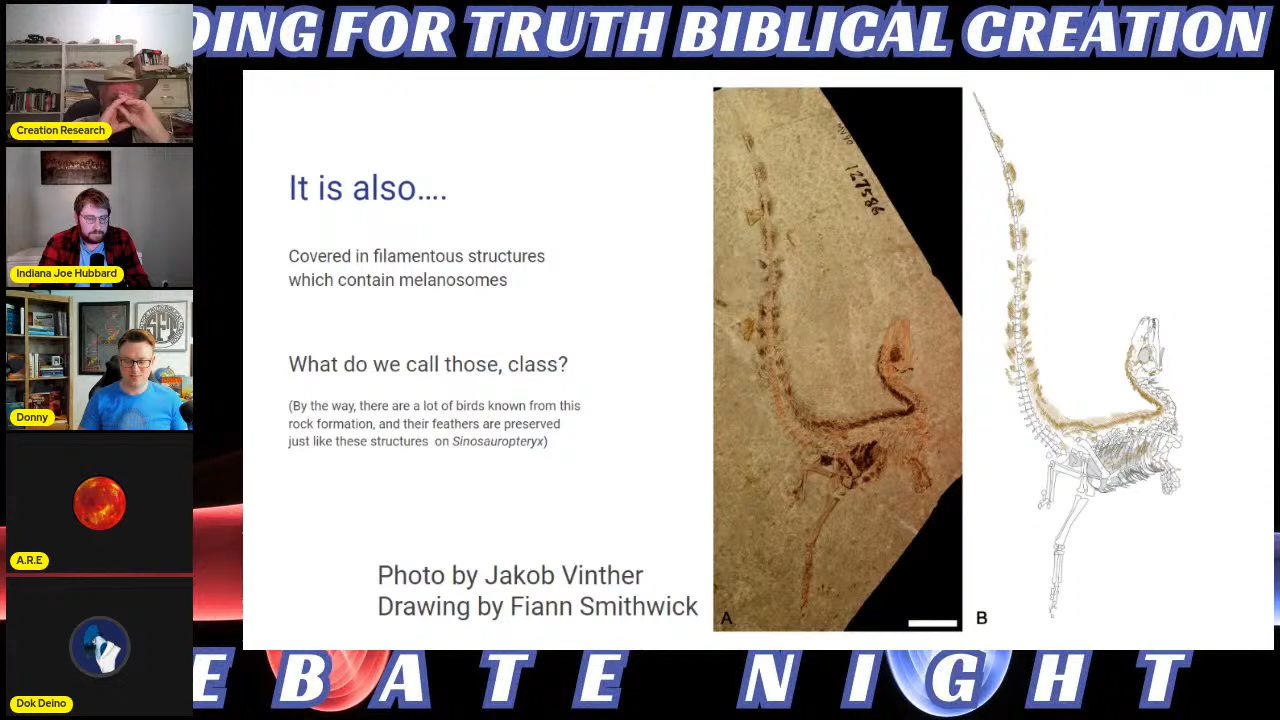 DING FOR TRUTH BIBLICAL CREATION
Creation Research
Indiana Joe Hubbard
Donny
A.R.E
Dok Deino
It is also....
Covered in filamentous structures
which contain melanosomes
What do we call those, class?
(By the way, there are a lot of birds known from this
rock formation, and their feathers are preserved
just like these structures on Sinosauropteryx)
Photo by Jakob Vinther
Drawing by Fiann Smithwick
127586
A
B
EBATE NIGHT